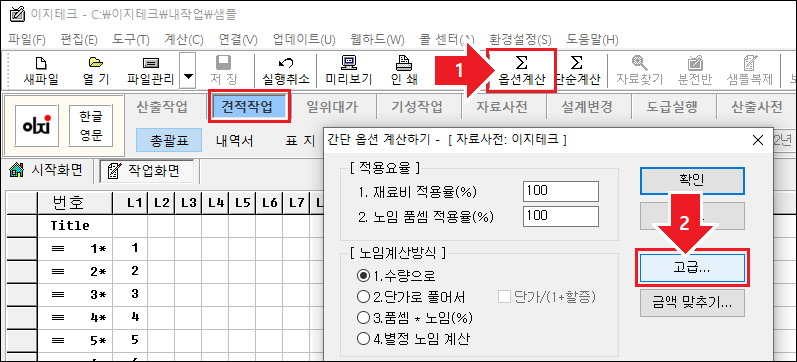 이지테크 - C:₩이지테크₩내작업₩샘플
파일(F) 편집(E) 도구(T) 계산(C) 연결(V) 업데이트(U) 웹하드(W) 콜 센터(A) 환경설정(S) 도움말(H)
새파일 열 기 파일관리 저 장 실행취소 미리보기 인 쇄 1 옵션계산 단순계산 자료찾기 분전반 샘플복제
한글
영문
산출작업 견적작업 일위대가 기성작업 자료사전 설계변경 도급실행 산출사전
총괄표 내역서 표 지
시작화면 작업화면
번호 L1 L2 L3 L4 L5 L6 L7
Title
1* 1
2* 2
3* 3
4* 4
5* 5
간단 옵션 계산하기 - [ 자료사전: 이지테크 ]
[ 적용요율 ]
1. 재료비 적용율(%) 100
2. 노임 품셈 적용율(%) 100
[ 노임계산방식 ]
1.수량으로
2.단가로 풀어서 단가/(1+할증)
3.품셈 * 노임(%)
4.별정 노임 계산
확인
2
고급...
금액 맞추기...